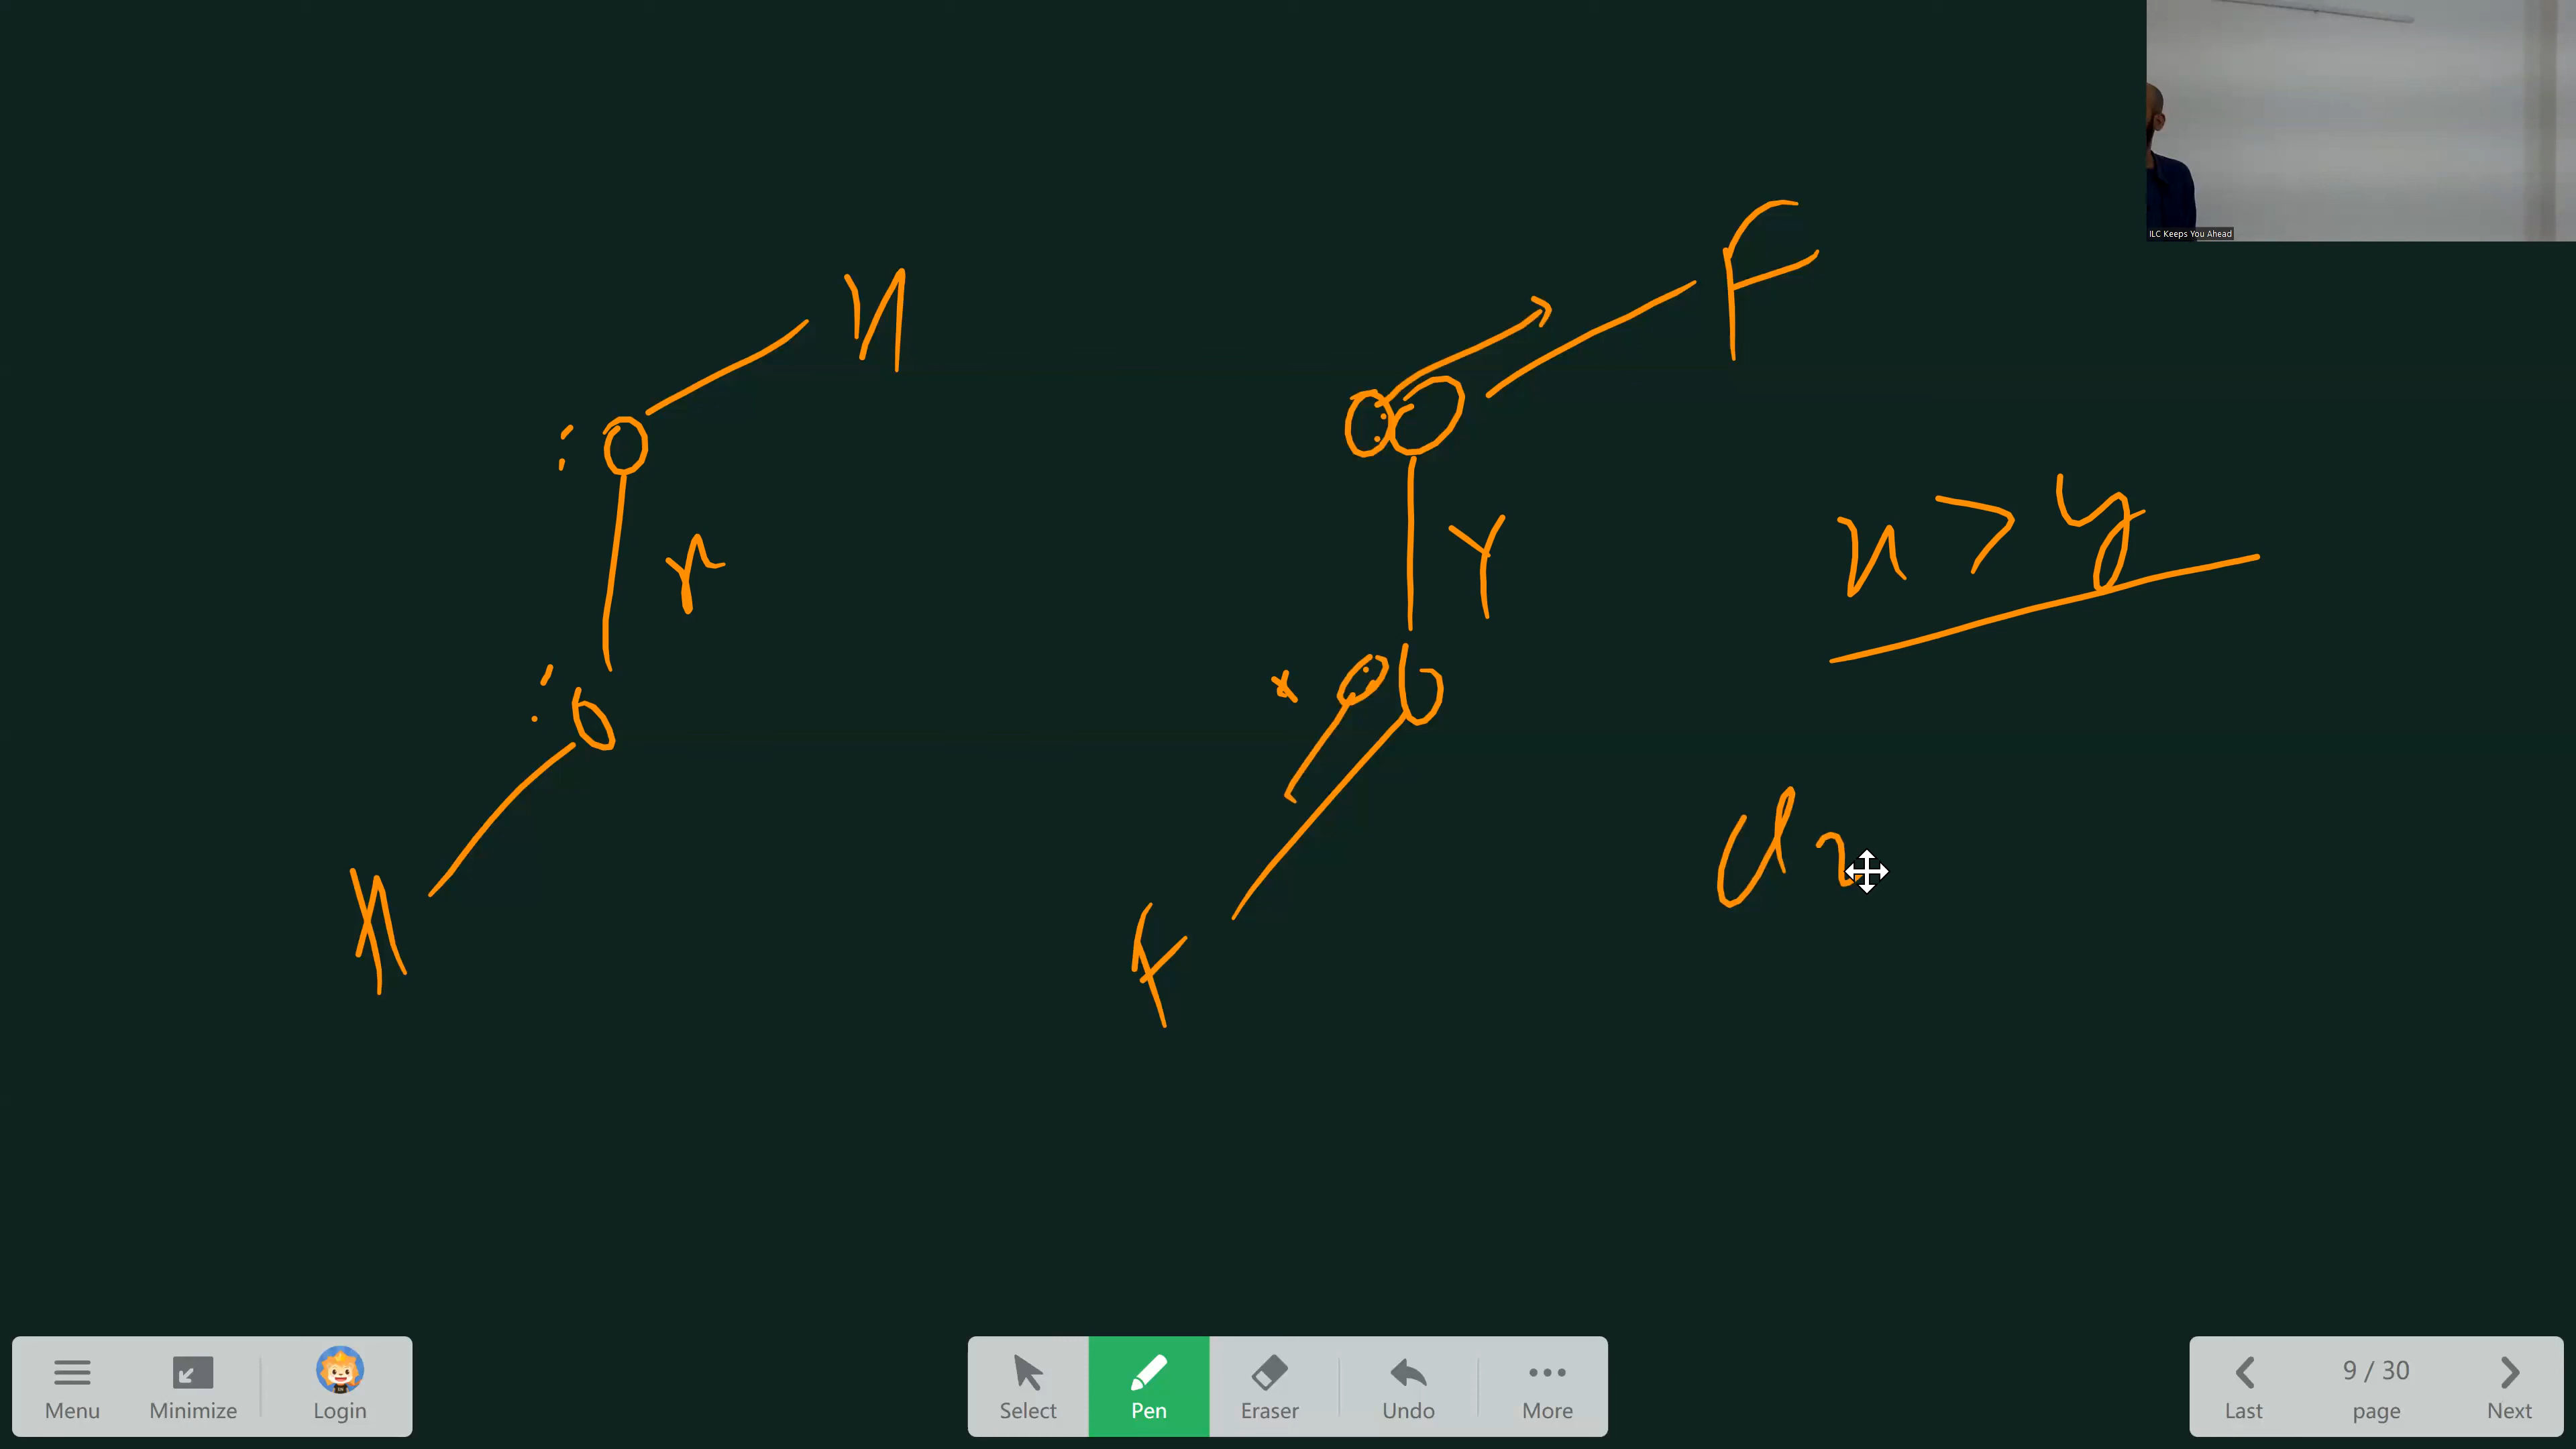 ILC Keeps You Ahead
H
F
O
O
x > y
Y
O
O
F
H
Menu
Minimize
Login
Select
Pen
Eraser
Undo
More
Last
9 / 30
page
Next